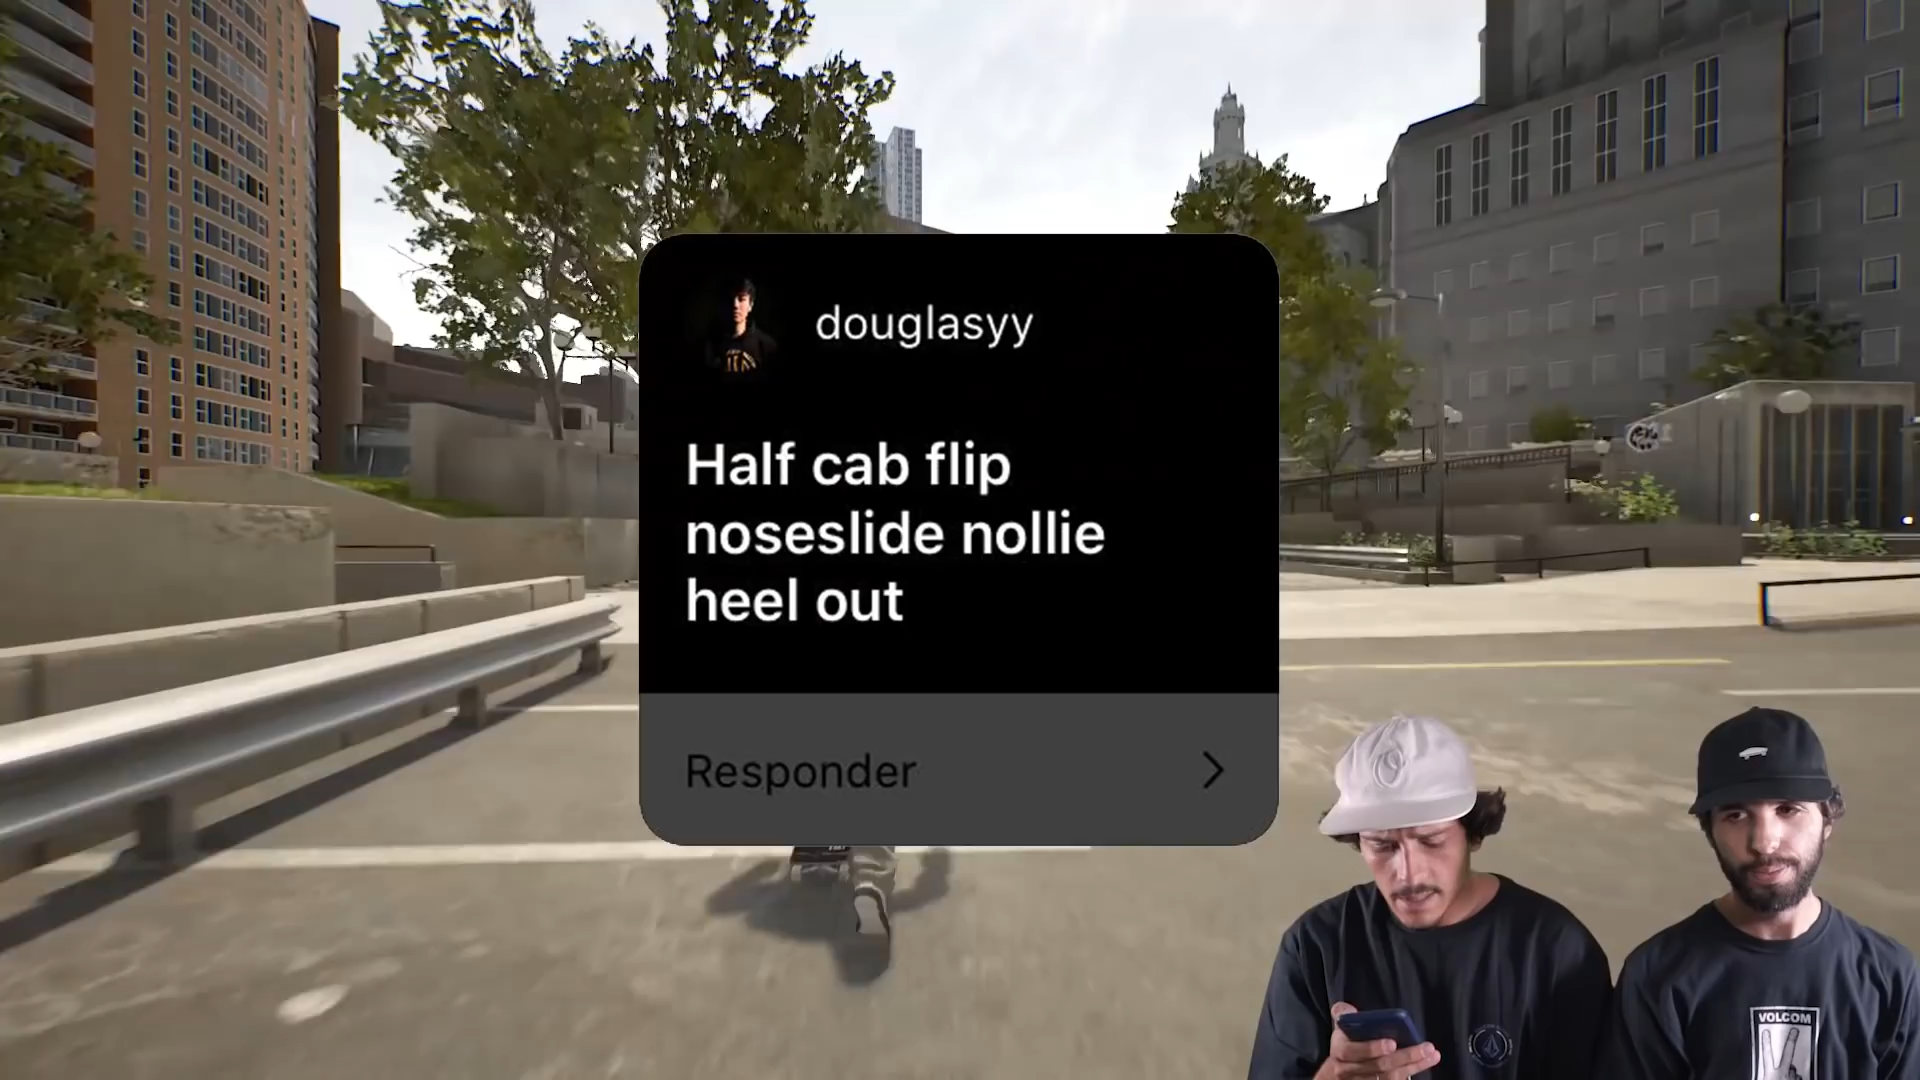 douglasyy
Half cab flip
noseslide nollie
heel out
Responder
VOLCOM